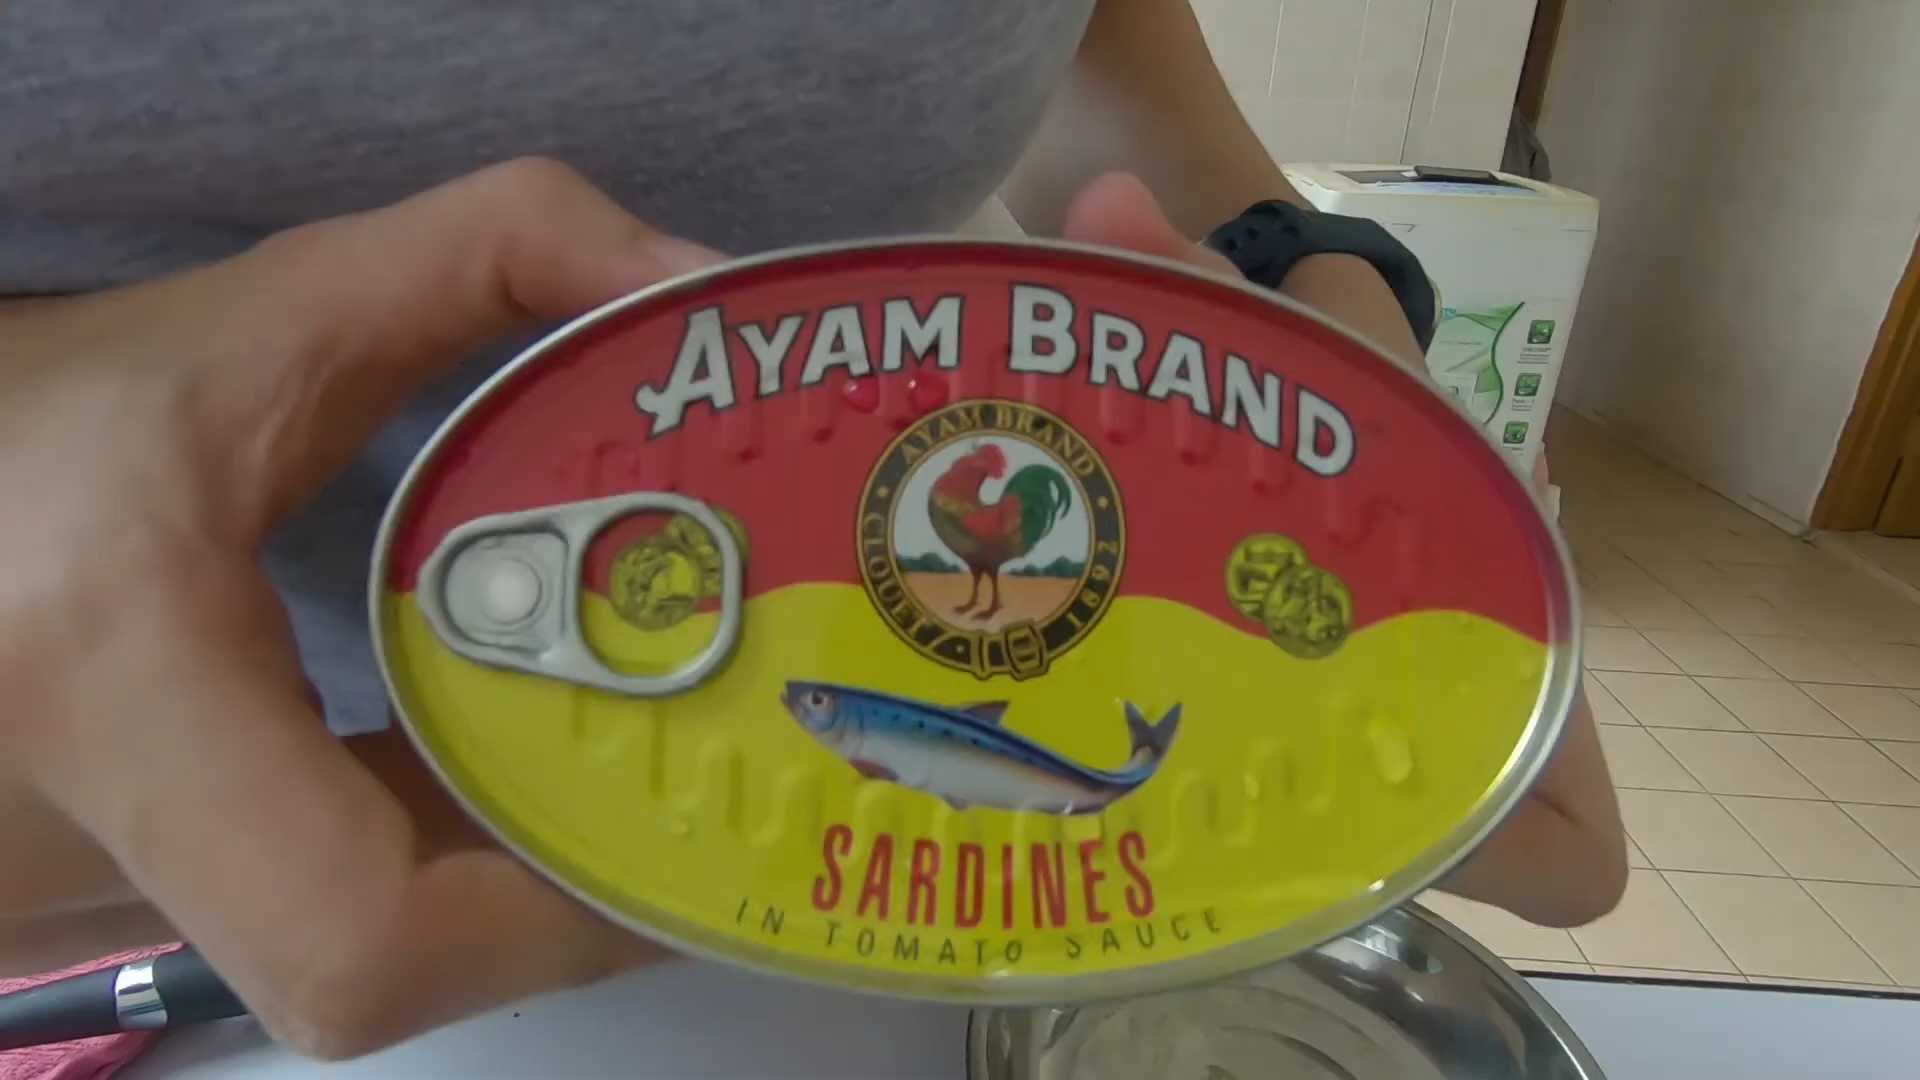 AYAM BRAND
AYAM BRAND
CLOUET 1892
SARDINES
IN TOMATO SAUCE